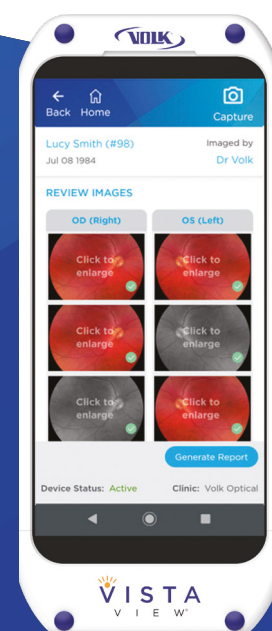 VOLK
Back Home
Capture
Lucy Smith (#98)
Imaged by
Jul 08 1984
Dr Volk
REVIEW IMAGES
OD (Right)
OS (Left)
Click to
enlarge
Click to
enlarge
Click to
enlarge
Click to
enlarge
Click to
enlarge
Click to
enlarge
Generate Report
Device Status: Active
Clinic: Volk Optical
VISTA
VIEW